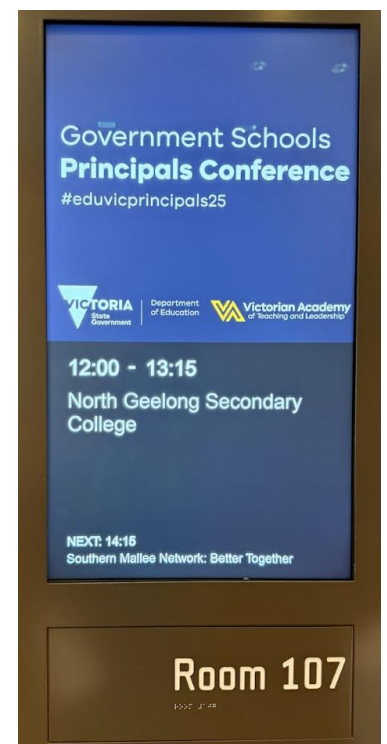 Government Schools
Principals Conference
#eduvicprincipals25
VICTORIA
State
Government
Department
of Education
Victorian Academy
of Teaching and Leadership
12:00 - 13:15
North Geelong Secondary
College
NEXT: 14:15
Southern Mallee Network: Better Together
Room 107